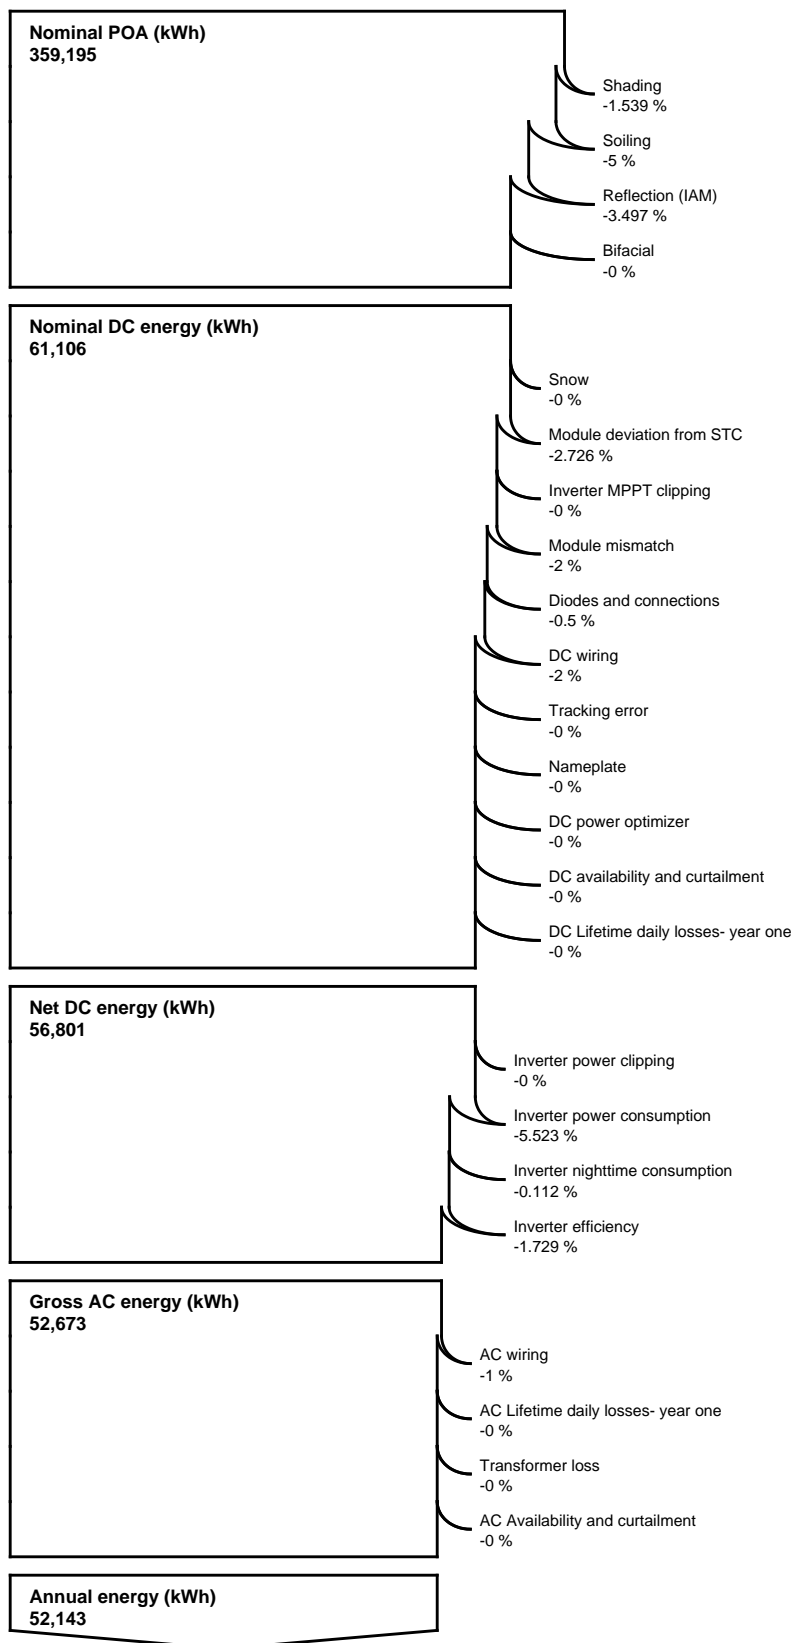 Nominal POA (kWh)
359,195
Shading
-1.539 %
Soiling
-5 %
Reflection (IAM)
-3.497 %
Bifacial
-0 %
Nominal DC energy (kWh)
61,106
Snow
-0 %
Module deviation from STC
-2.726 %
Inverter MPPT clipping
-0 %
Module mismatch
-2 %
Diodes and connections
-0.5 %
DC wiring
-2 %
Tracking error
-0 %
Nameplate
-0 %
DC power optimizer
-0 %
DC availability and curtailment
-0 %
DC Lifetime daily losses- year one
-0 %
Net DC energy (kWh)
56,801
Inverter power clipping
-0 %
Inverter power consumption
-5.523 %
Inverter nighttime consumption
-0.112 %
Inverter efficiency
-1.729 %
Gross AC energy (kWh)
52,673
AC wiring
-1 %
AC Lifetime daily losses- year one
-0 %
Transformer loss
-0 %
AC Availability and curtailment
-0 %
Annual energy (kWh)
52,143